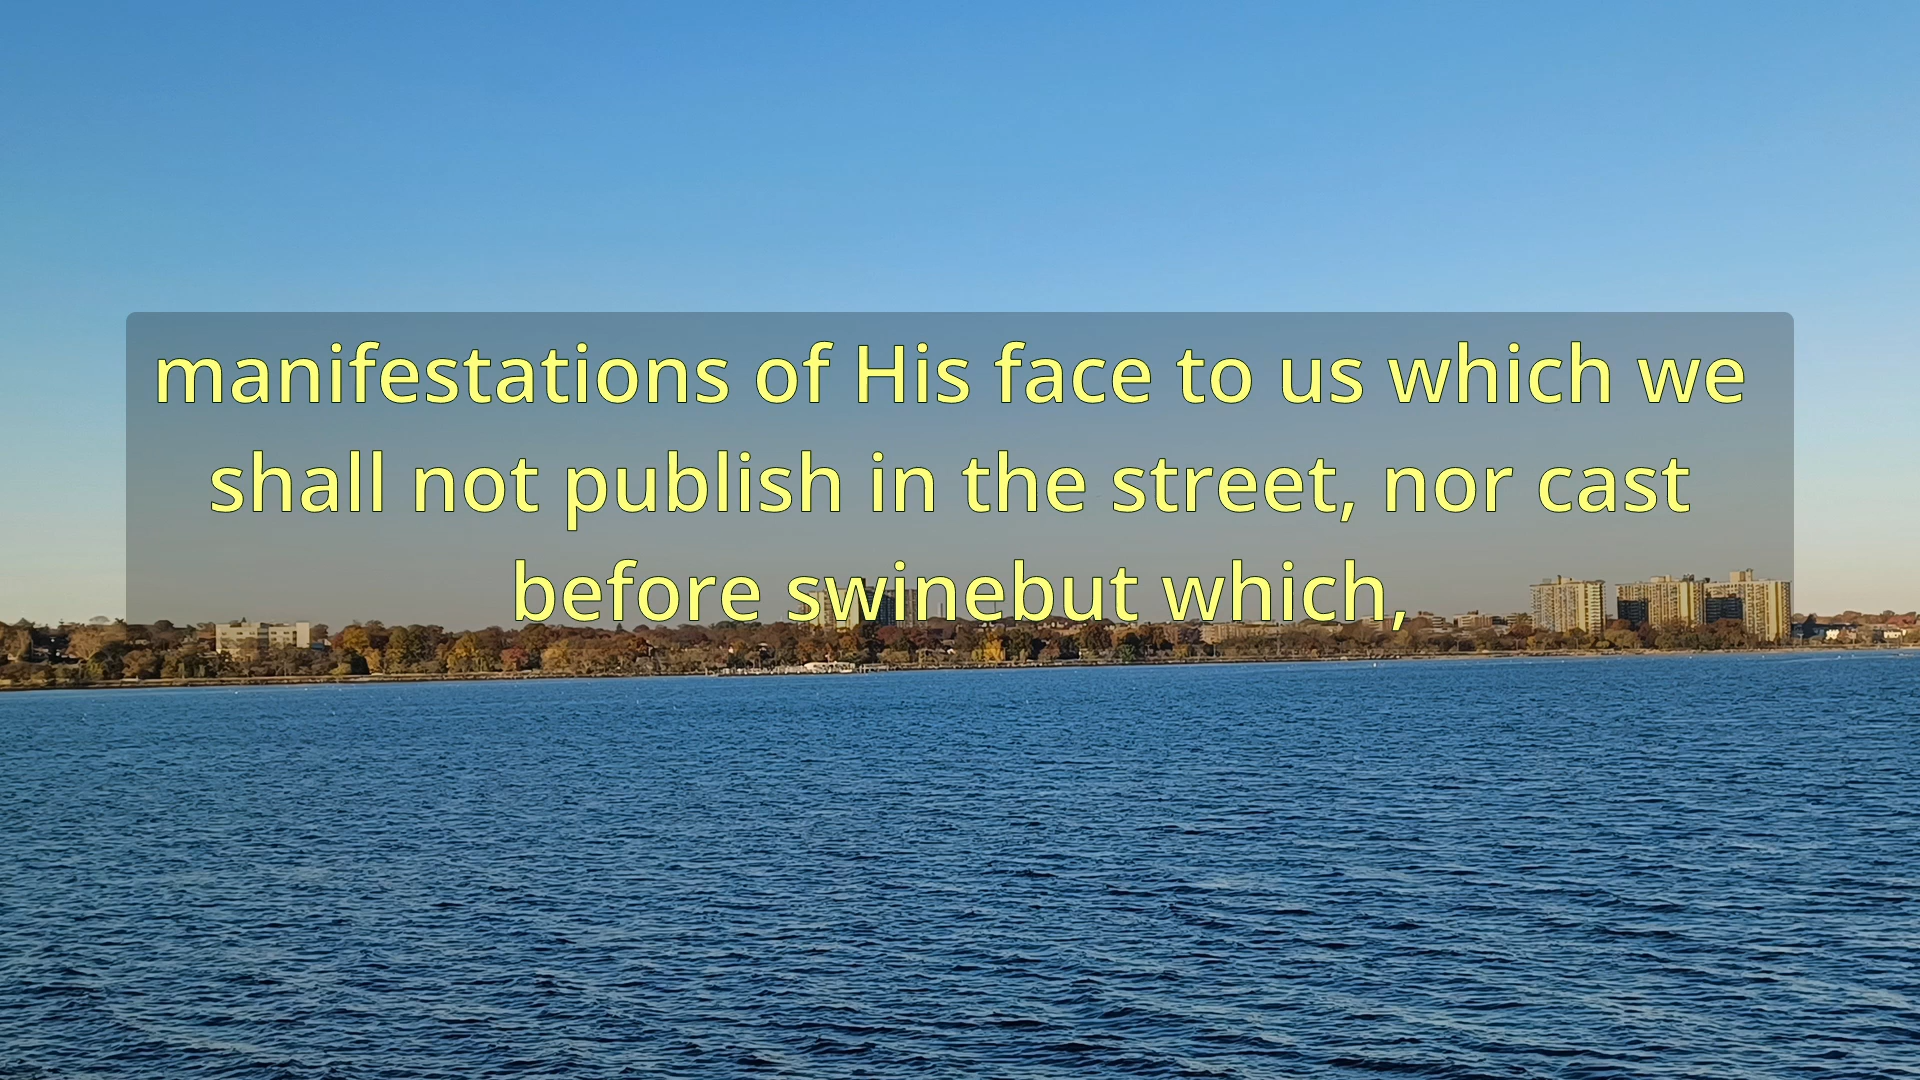 manifestations of His face to us which we
shall not publish in the street, nor cast
before swinebut which,